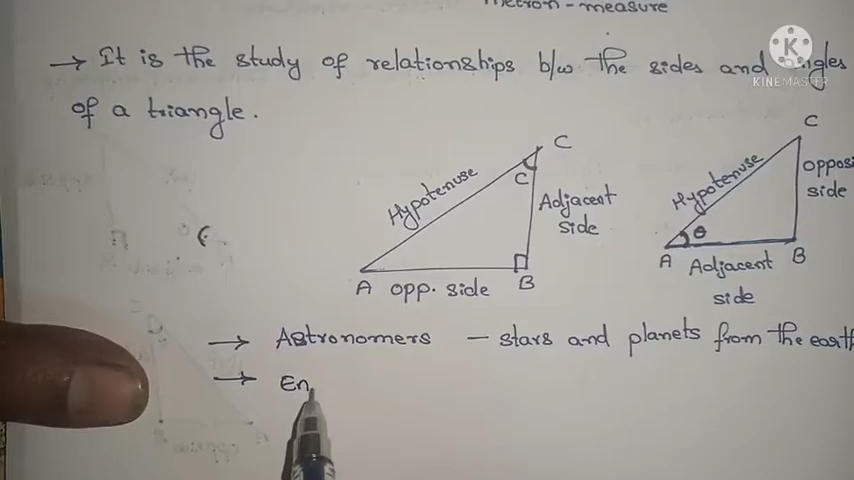 metron - measure
→ It is the study of relationships b/w the sides and angles
of a triangle.
C
Hypotenuse
C
Adjacent
side
A
opp. side
B
C
Hypotenuse
opposi
side
θ
A
Adjacent
side
B
→ Astronomers - stars and planets from the earth
→ En
K
KINEMASTER